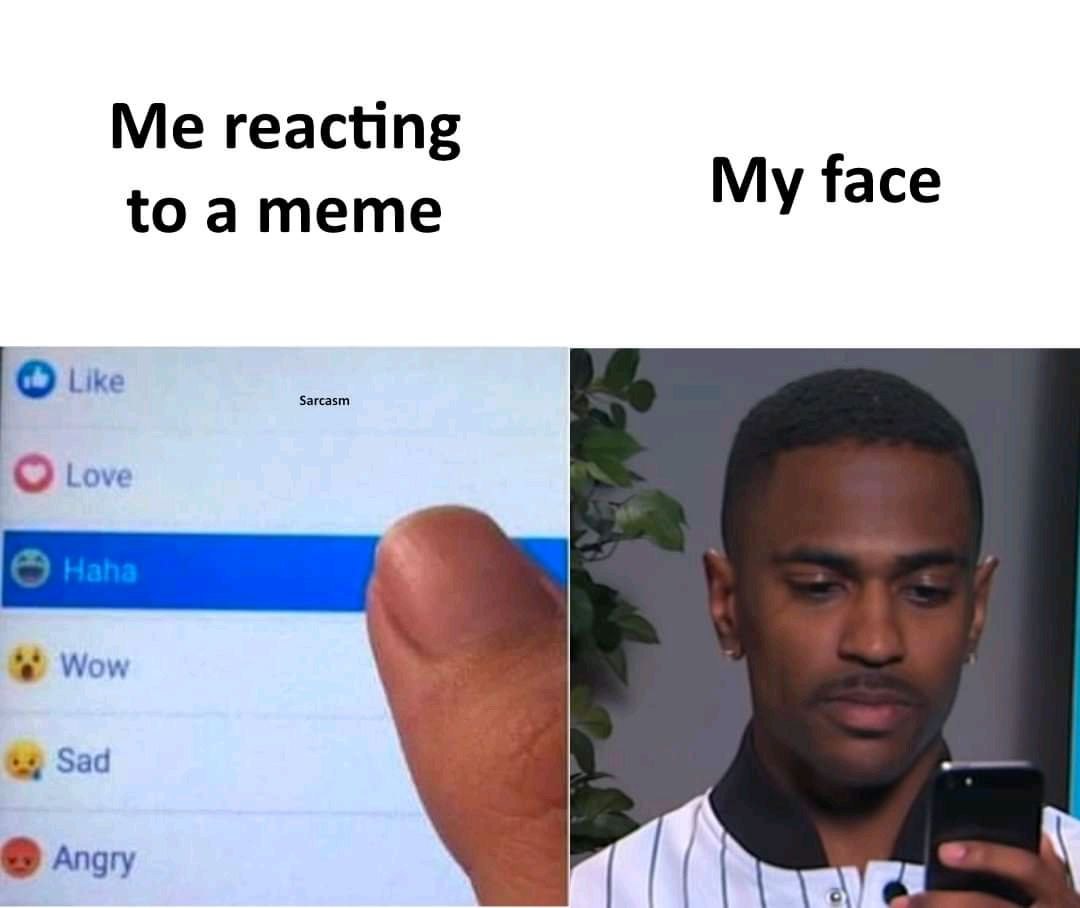 Me reacting
to a meme
My face
Like
Sarcasm
Love
Haha
Wow
Sad
Angry